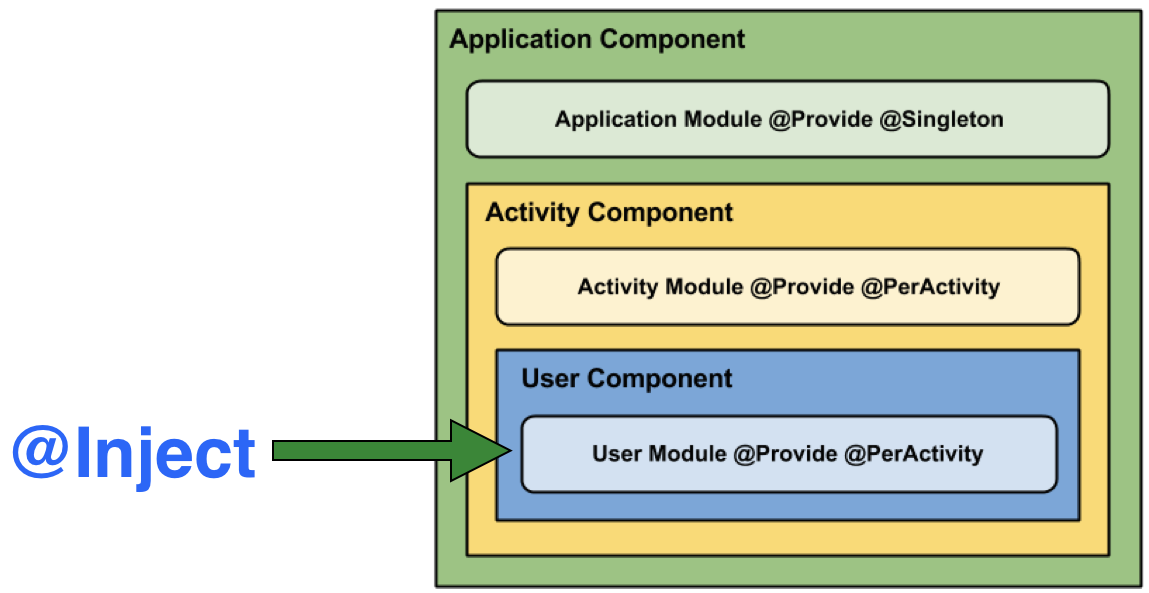 Application Component
Application Module @Provide @Singleton
Activity Component
Activity Module @Provide @PerActivity
User Component
@Inject
User Module @Provide @PerActivity